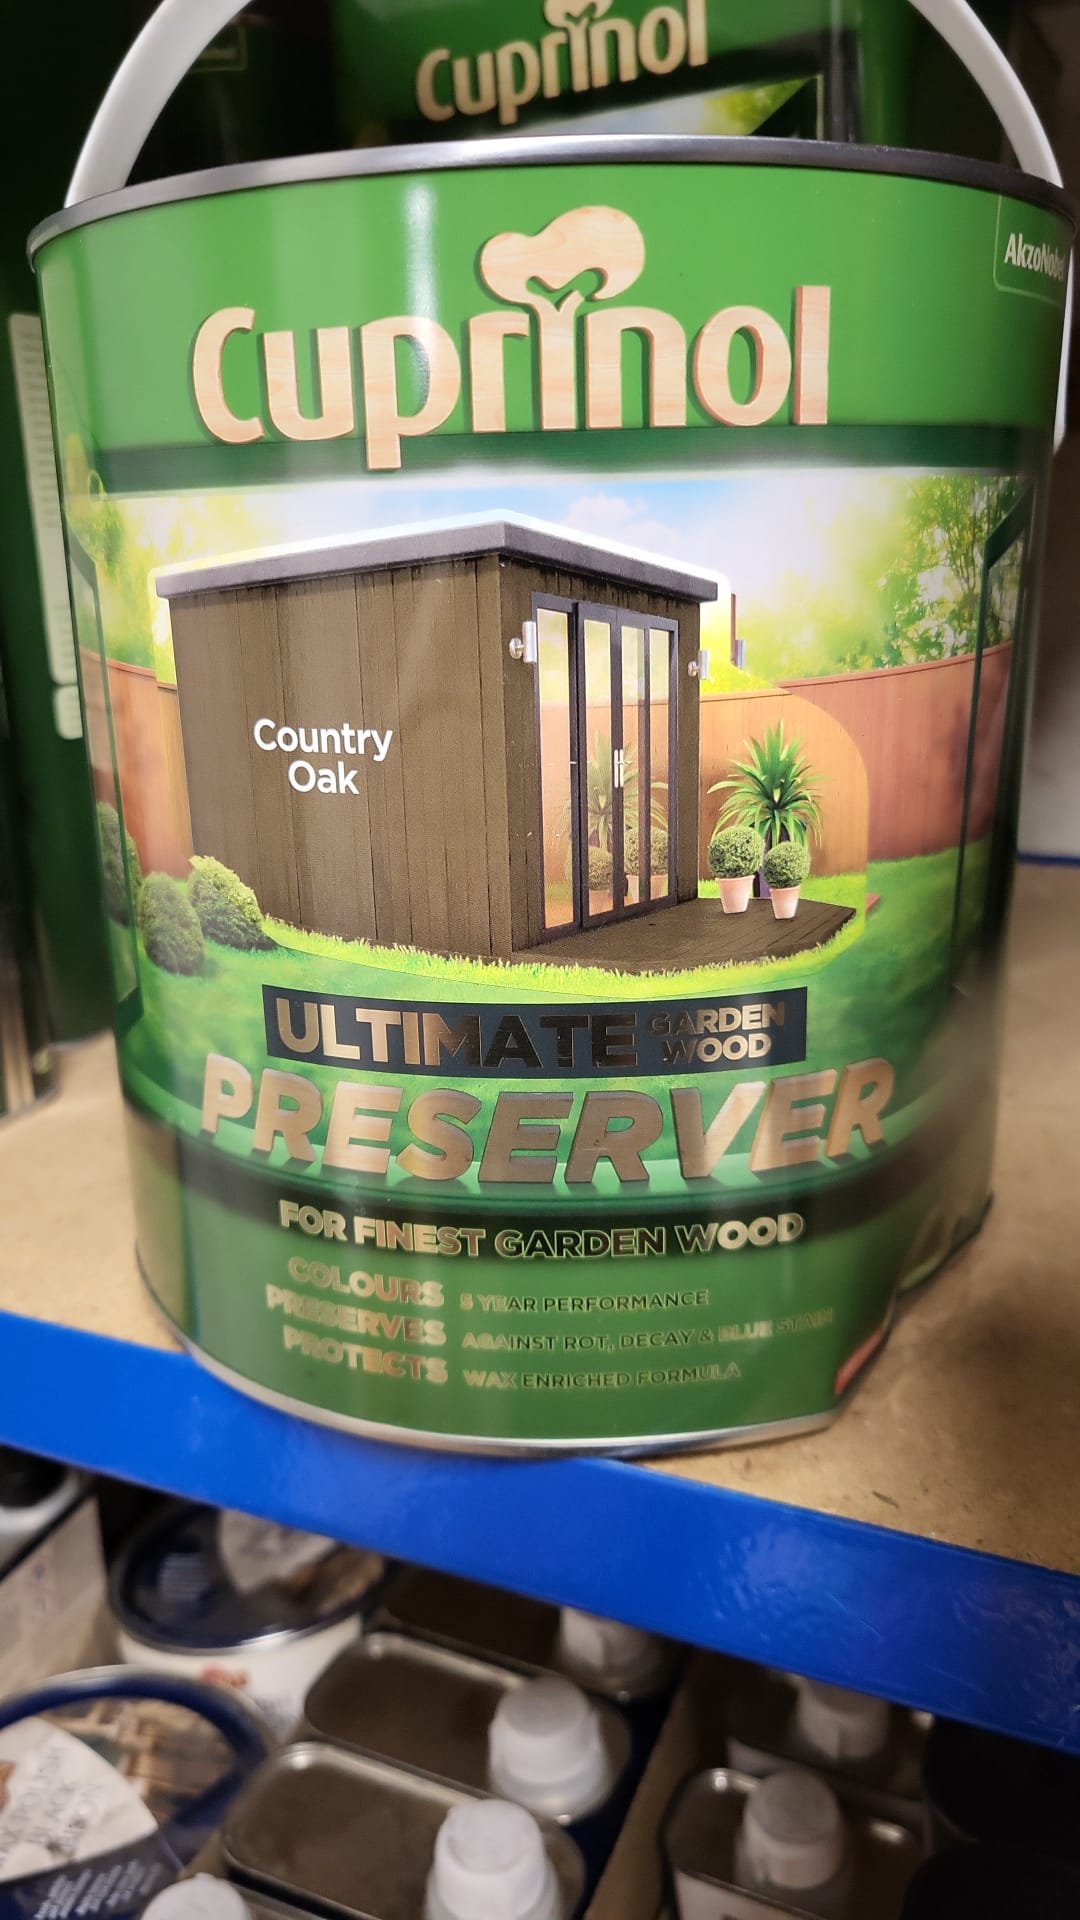 Cuprinol
AkzoNobel
Cuprinol
Country
Oak
ULTIMATE GARDEN
WOOD
PRESERVER
FOR FINEST GARDEN WOOD
COLOURS 5 YEAR PERFORMANCE
PRESERVES AGAINST ROT, DECAY & BLUE STAIN
PROTECTS WAX ENRICHED FORMULA